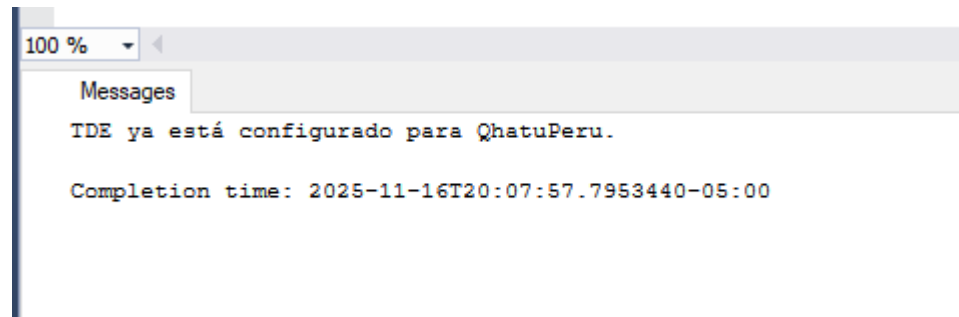 100 %
Messages
TDE ya está configurado para QhatuPeru.
Completion time: 2025-11-16T20:07:57.7953440-05:00